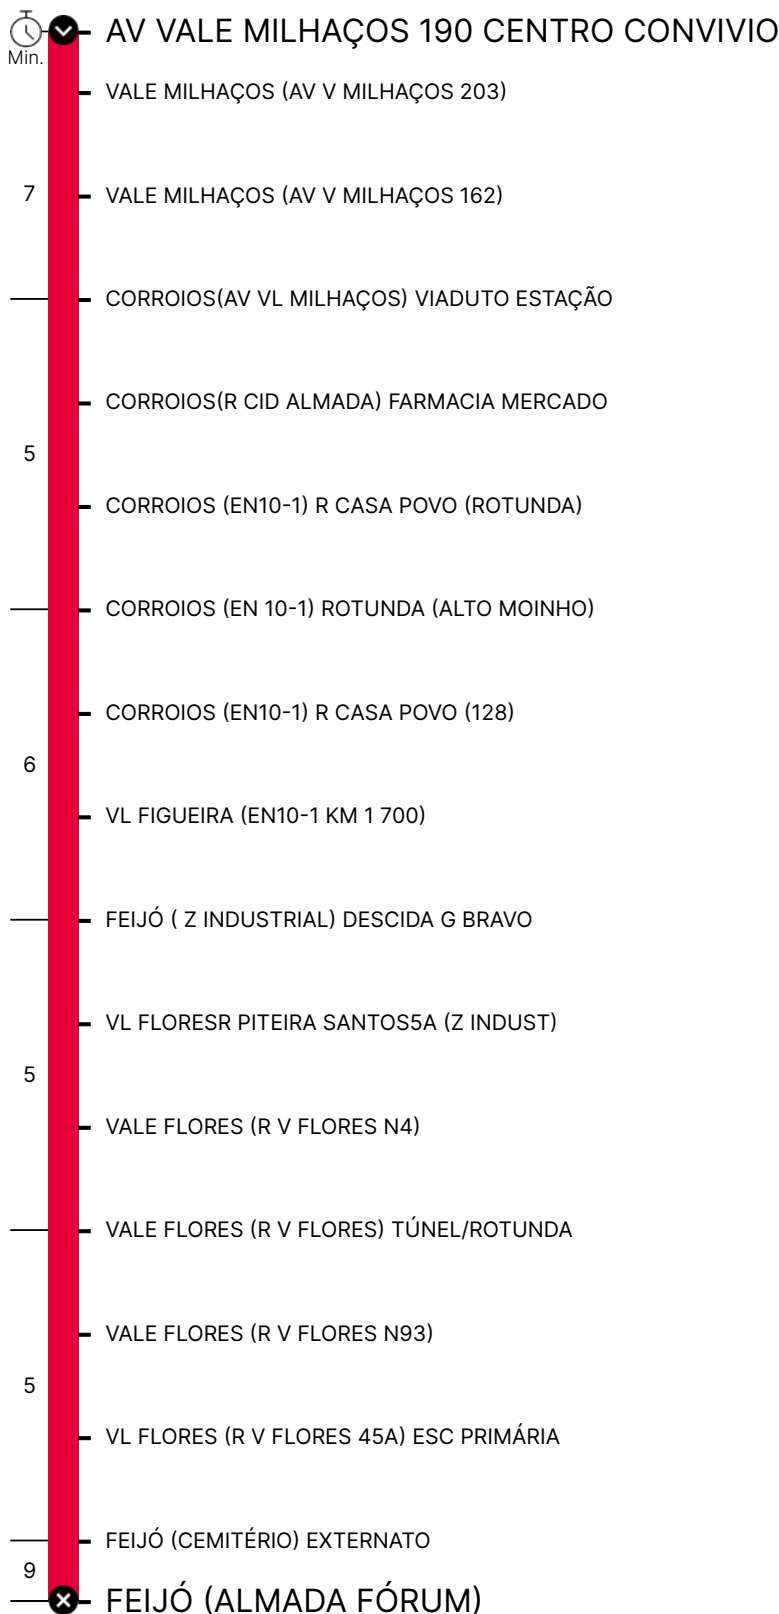 AV VALE MILHAÇOS 190 CENTRO CONVIVIO
Min.
VALE MILHAÇOS (AV V MILHAÇOS 203)
7
VALE MILHAÇOS (AV V MILHAÇOS 162)
CORROIOS(AV VL MILHAÇOS) VIADUTO ESTAÇÃO
CORROIOS(R CID ALMADA) FARMACIA MERCADO
5
CORROIOS (EN10-1) R CASA POVO (ROTUNDA)
CORROIOS (EN 10-1) ROTUNDA (ALTO MOINHO)
CORROIOS (EN10-1) R CASA POVO (128)
6
VL FIGUEIRA (EN10-1 KM 1 700)
FEIJÓ ( Z INDUSTRIAL) DESCIDA G BRAVO
VL FLORESR PITEIRA SANTOS5A (Z INDUST)
5
VALE FLORES (R V FLORES N4)
VALE FLORES (R V FLORES) TÚNEL/ROTUNDA
VALE FLORES (R V FLORES N93)
5
VL FLORES (R V FLORES 45A) ESC PRIMÁRIA
FEIJÓ (CEMITÉRIO) EXTERNATO
9
FEIJÓ (ALMADA FÓRUM)